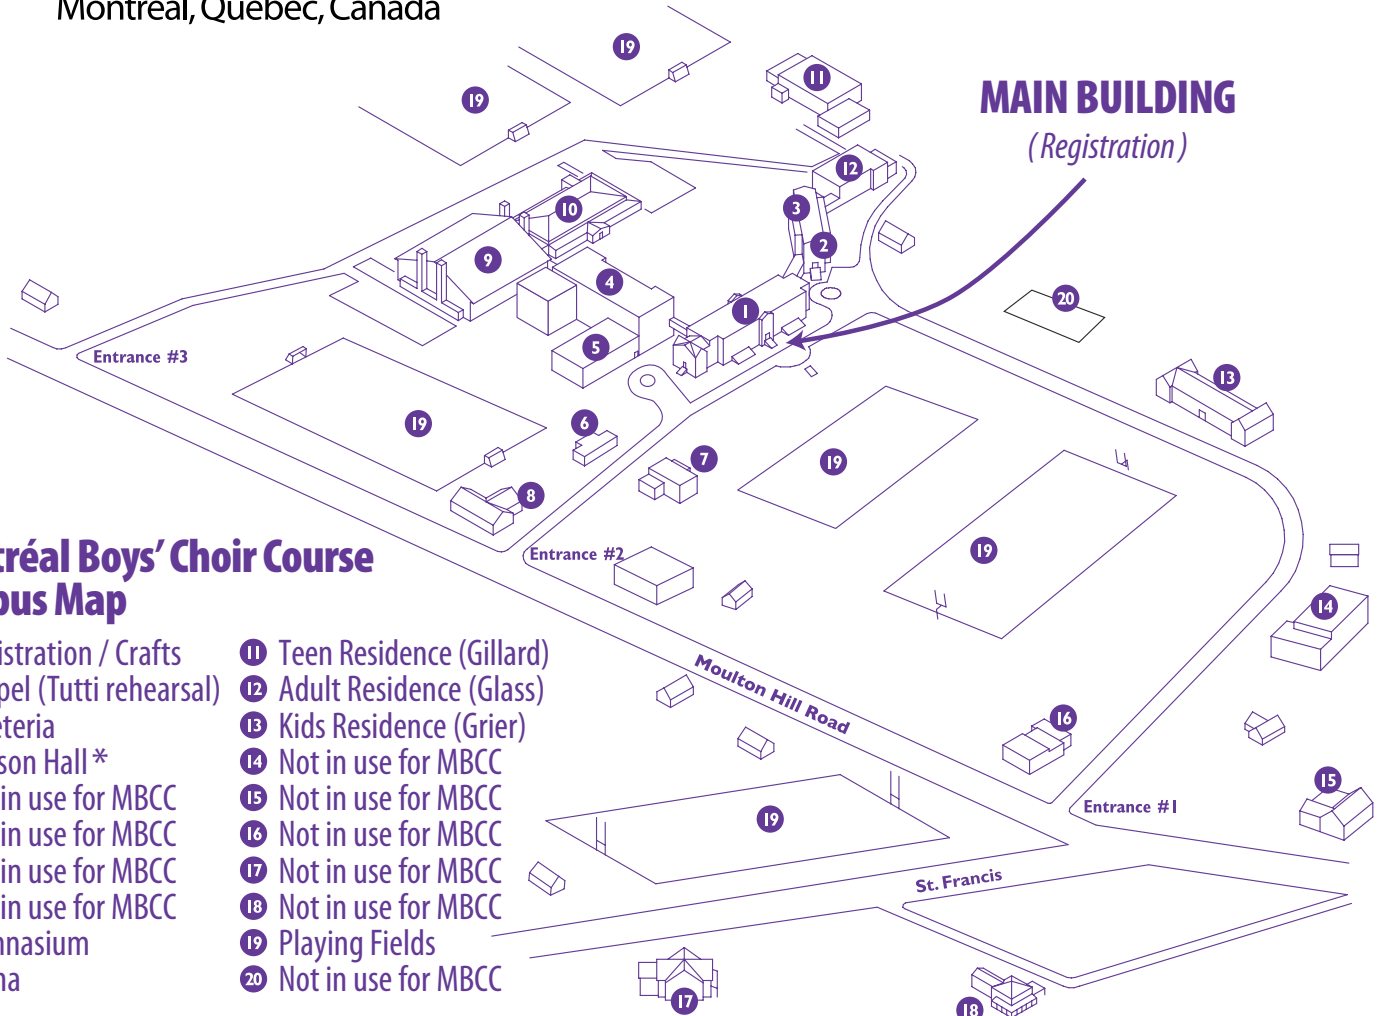 Montréal, Québec, Canada
19
19
11
MAIN BUILDING
(Registration)
12
3
2
10
9
4
1
20
5
Entrance #3
13
6
19
7
19
8
19
Entrance #2
14
Moulton Hill Road
16
15
19
Entrance #1
St. Francis
17
18
tréal Boys' Choir Course
pus Map
istration / Crafts
pel (Tutti rehearsal)
eteria
son Hall *
in use for MBCC
in use for MBCC
in use for MBCC
in use for MBCC
nasium
na
11 Teen Residence (Gillard)
12 Adult Residence (Glass)
13 Kids Residence (Grier)
14 Not in use for MBCC
15 Not in use for MBCC
16 Not in use for MBCC
17 Not in use for MBCC
18 Not in use for MBCC
19 Playing Fields
20 Not in use for MBCC